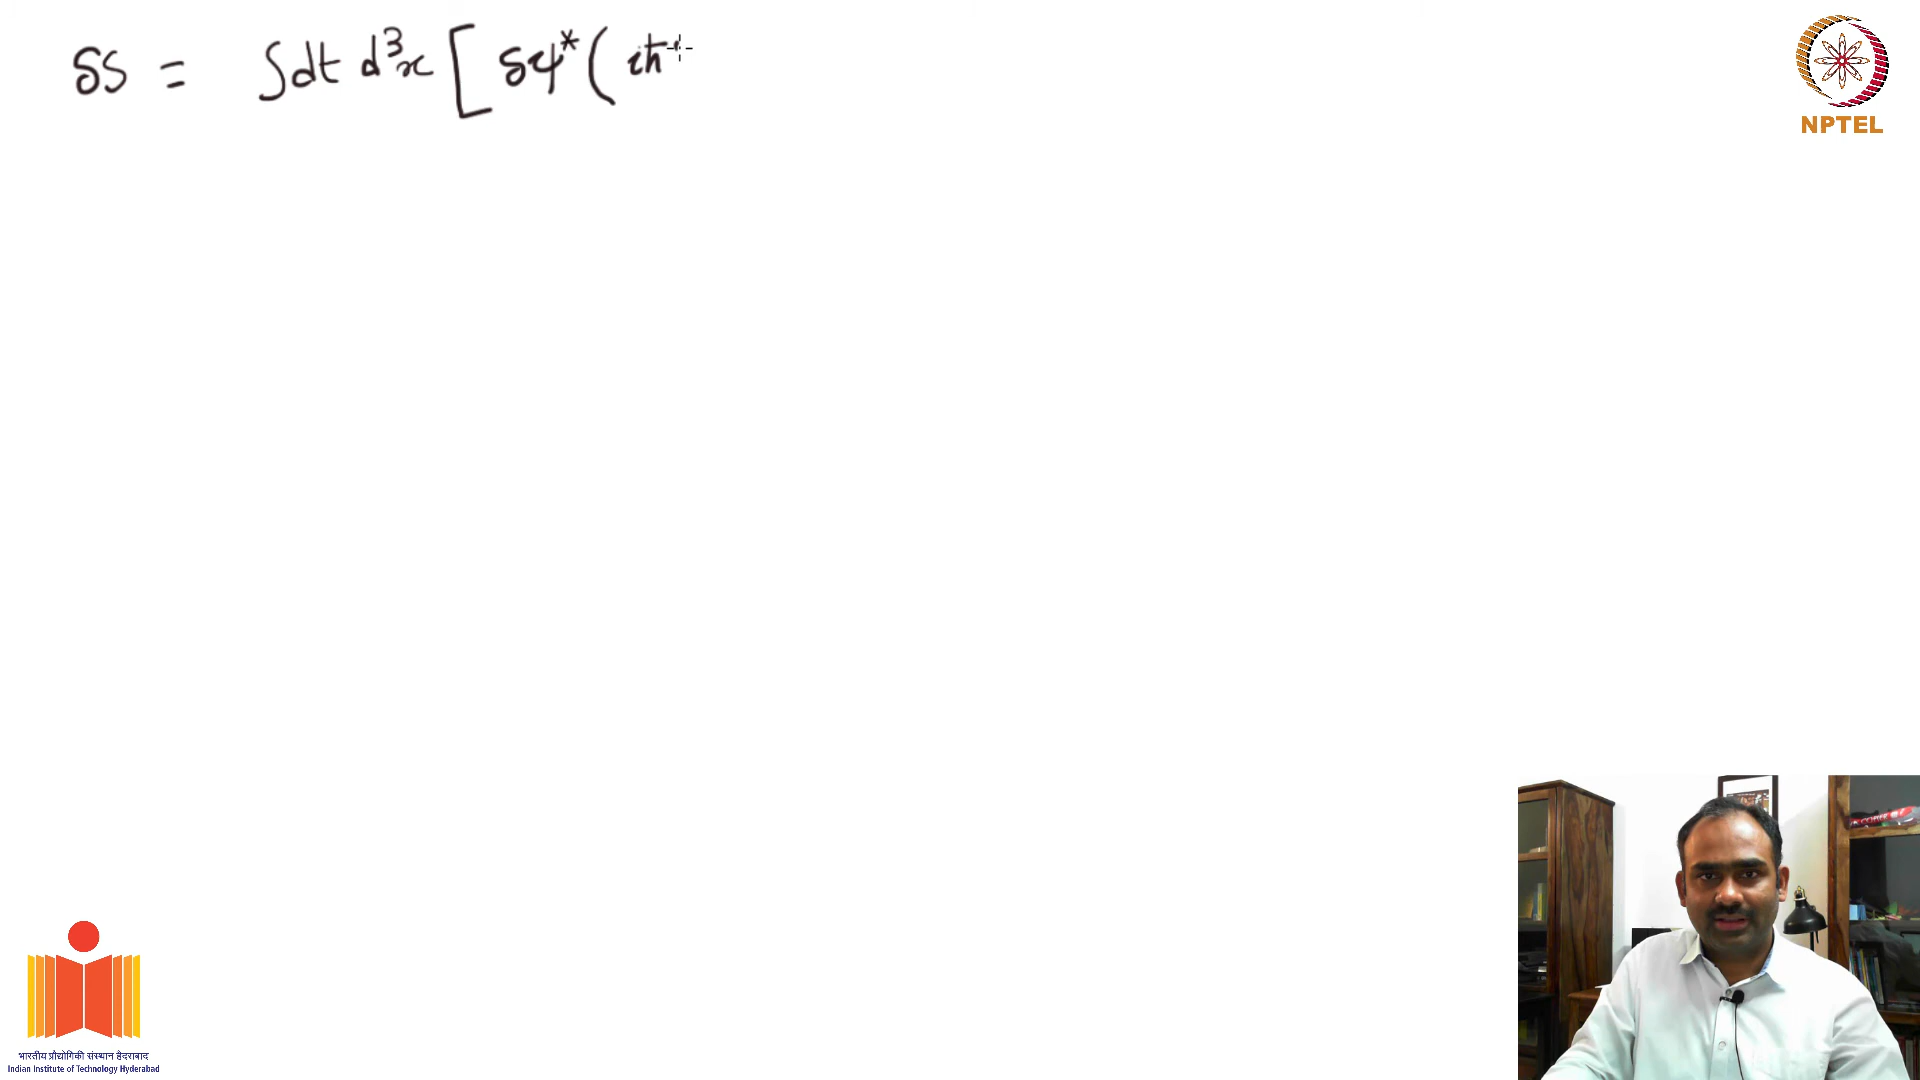 δS = ∫dt d³x [ δψ* ( iħ
NPTEL
भारतीय प्रौद्योगिकी संस्थान हैदराबाद
Indian Institute of Technology Hyderabad